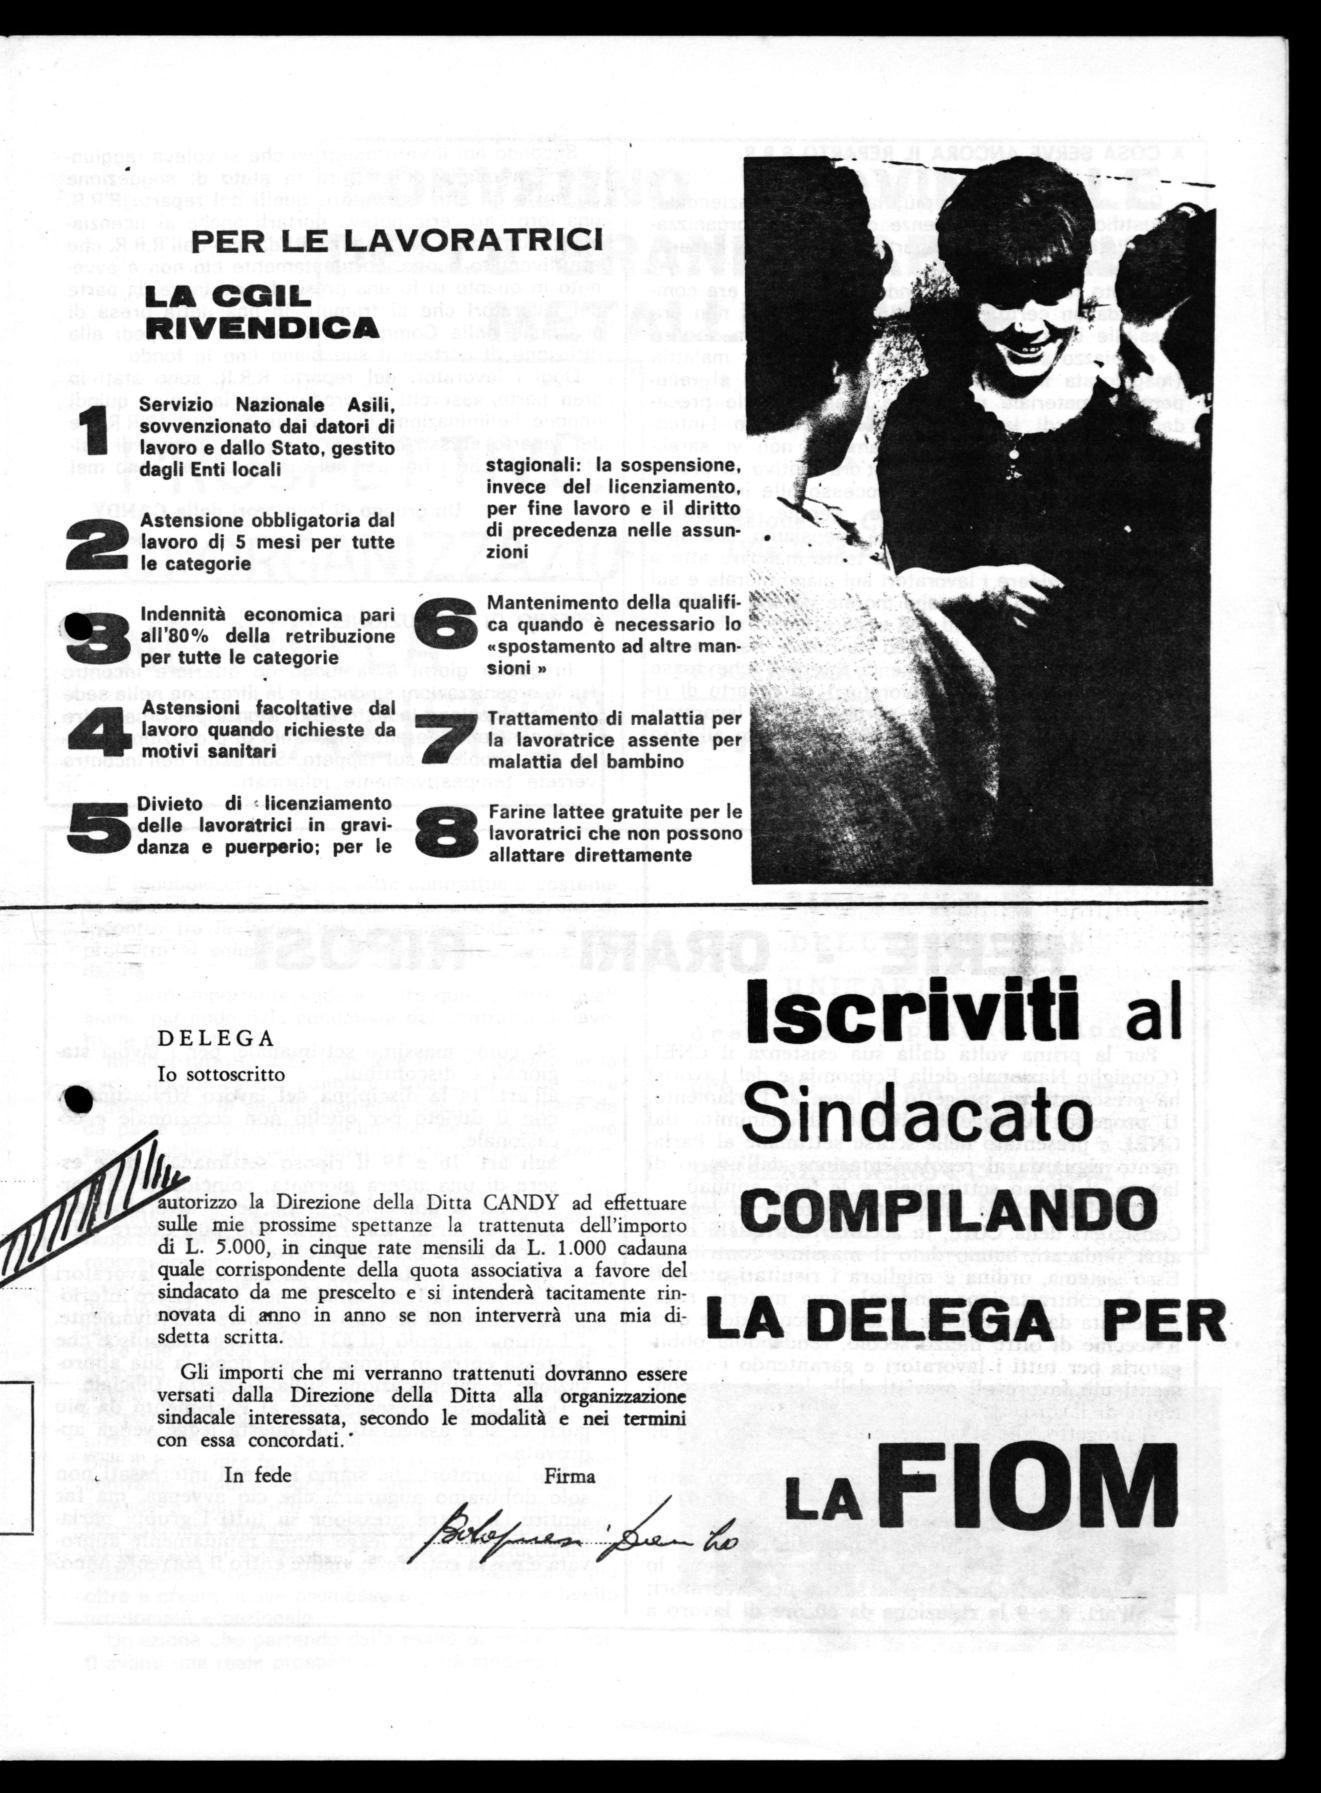 PER LE LAVORATRICI
LA CGIL
RIVENDICA
1 Servizio Nazionale Asili,
sovvenzionato dai datori di
lavoro e dallo Stato, gestito
dagli Enti locali
2 Astensione obbligatoria dal
lavoro di 5 mesi per tutte
le categorie
3 Indennità economica pari
all'80% della retribuzione
per tutte le categorie
4 Astensioni facoltative dal
lavoro quando richieste da
motivi sanitari
5 Divieto di licenziamento
delle lavoratrici in gravi-
danza e puerperio; per le
stagionali: la sospensione,
invece del licenziamento,
per fine lavoro e il diritto
di precedenza nelle assun-
zioni
6 Mantenimento della qualifi-
ca quando è necessario lo
«spostamento ad altre man-
sioni »
7 Trattamento di malattia per
la lavoratrice assente per
malattia del bambino
8 Farine lattee gratuite per le
lavoratrici che non possono
allattare direttamente
DELEGA
Io sottoscritto
autorizzo la Direzione della Ditta CANDY ad effettuare
sulle mie prossime spettanze la trattenuta dell'importo
di L. 5.000, in cinque rate mensili da L. 1.000 cadauna
quale corrispondente della quota associativa a favore del
sindacato da me prescelto e si intenderà tacitamente rin-
novata di anno in anno se non interverrà una mia di-
sdetta scritta.
Gli importi che mi verranno trattenuti dovranno essere
versati dalla Direzione della Ditta alla organizzazione
sindacale interessata, secondo le modalità e nei termini
con essa concordati.
In fede Firma
Iscriviti al
Sindacato
COMPILANDO
LA DELEGA PER
LA FIOM